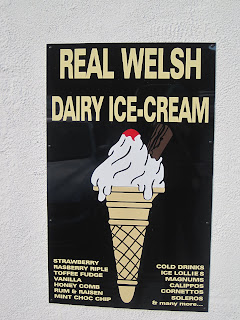 REAL WELSH
DAIRY ICE-CREAM
STRAWBERRY
RASBERRY RIPLE
TOFFEE FUDGE
VANILLA
HONEY COMB
RUM & RAISEN
MINT CHOC CHIP
COLD DRINKS
ICE LOLLIES
MAGNUMS
CALIPPOS
CORNETTOS
SOLEROS
& many more...